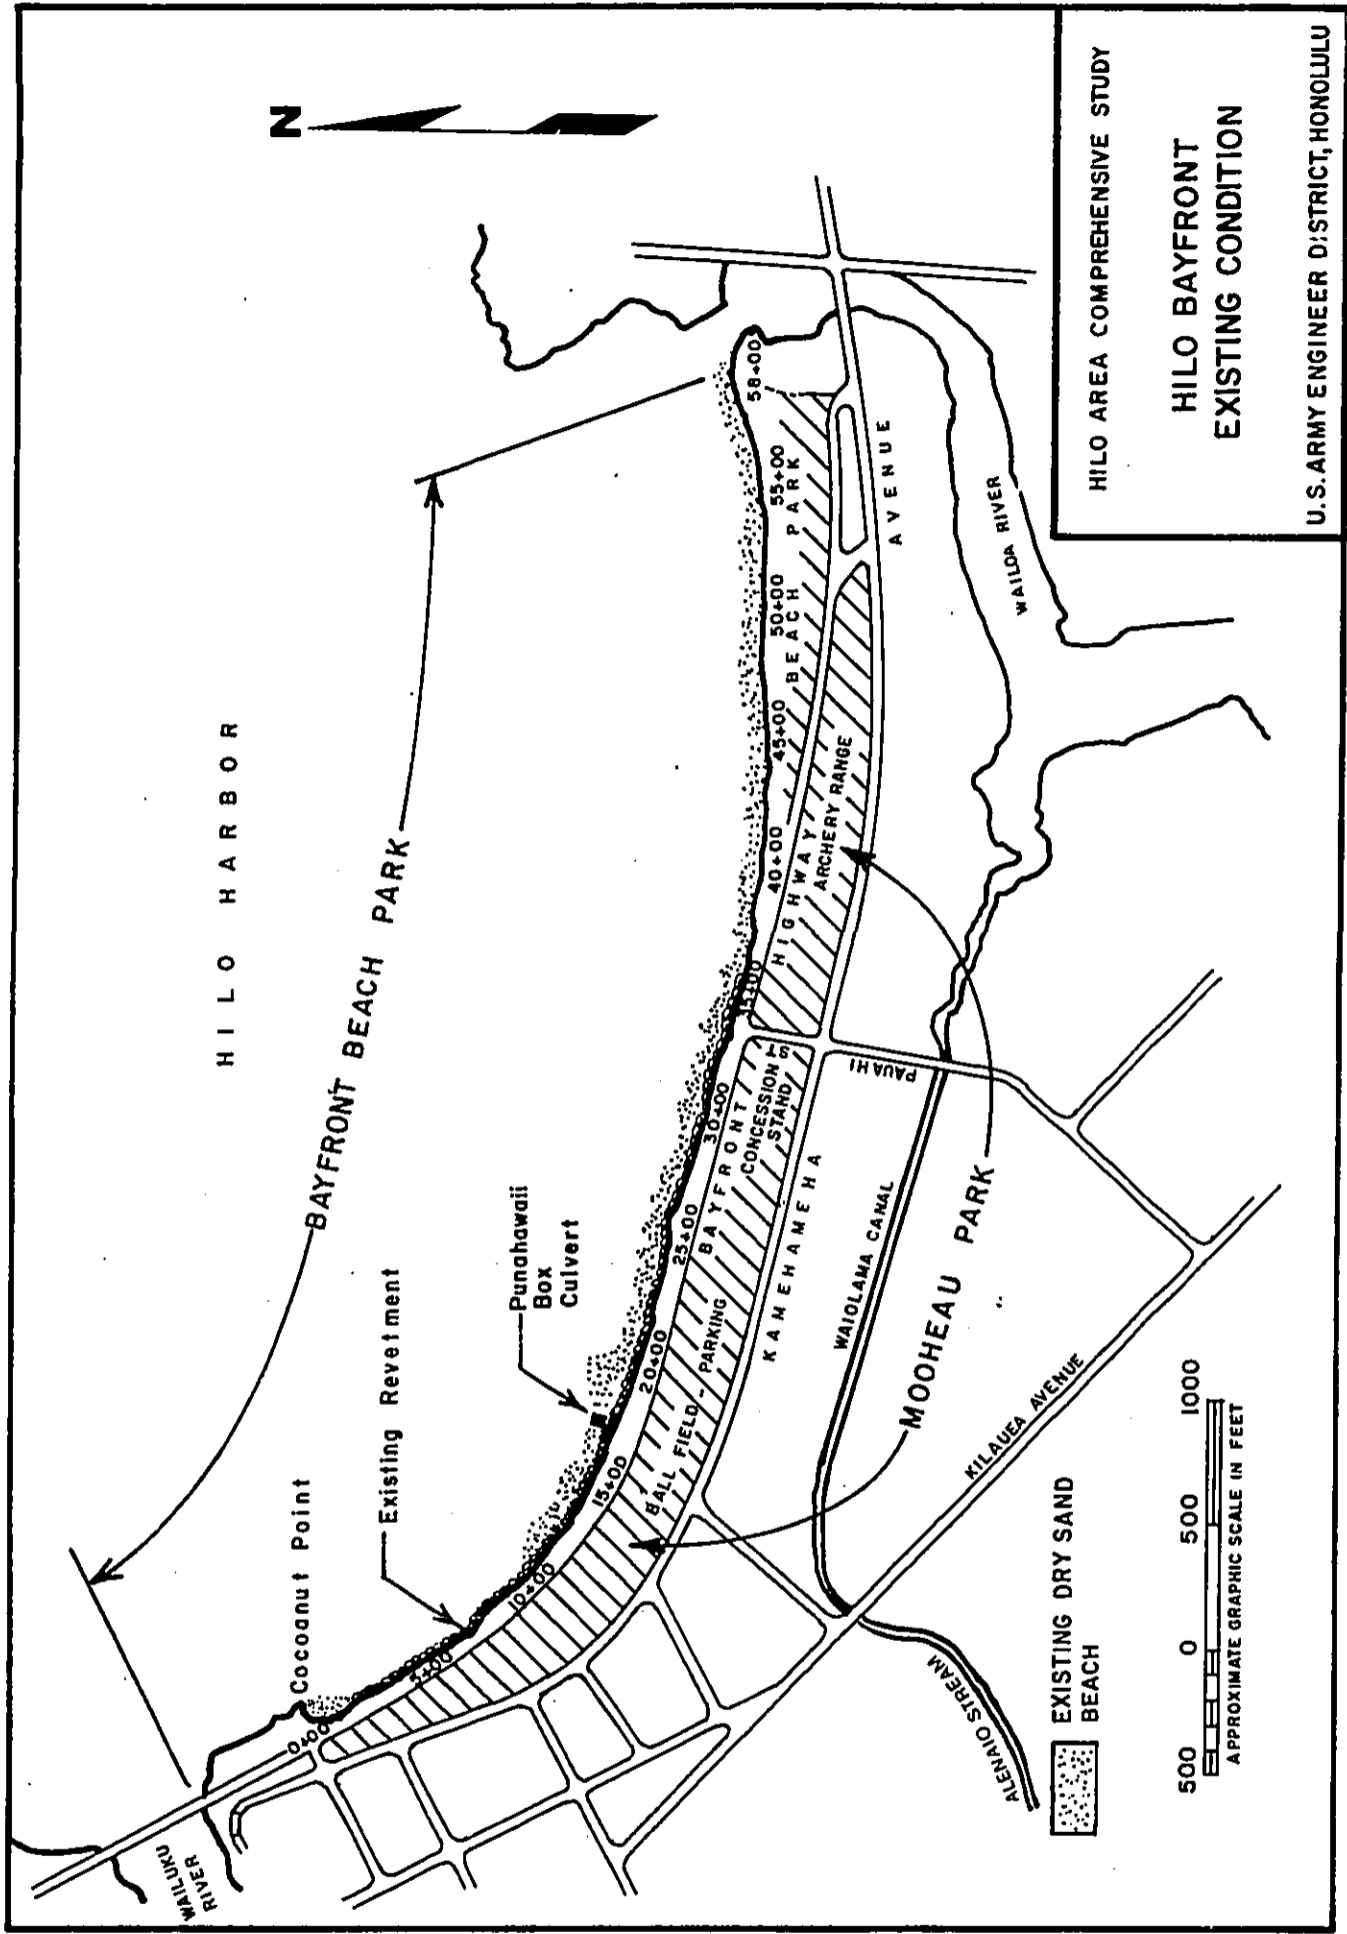 HILO HARBOR
N
BAYFRONT BEACH PARK
Cocoanut Point
Existing Revetment
Punahawaii
Box
Culvert
WAILUKU
RIVER
0+00
5+00
10+00
15+00
20+00
25+00
30+00
35+00
40+00
45+00
50+00
55+00
58+00
BEACH PARK
BAYFRONT HIGHWAY
BALL FIELD - PARKING
CONCESSION
STAND
ARCHERY RANGE
PAUAHI ST
KAMEHAMEHA AVENUE
WAIOLAMA CANAL
WAILOA RIVER
MOOHEAU PARK
KILAUEA AVENUE
ALENAIO STREAM
EXISTING DRY SAND
BEACH
500 0 500 1000
APPROXIMATE GRAPHIC SCALE IN FEET
HILO AREA COMPREHENSIVE STUDY
HILO BAYFRONT
EXISTING CONDITION
U.S. ARMY ENGINEER DISTRICT, HONOLULU